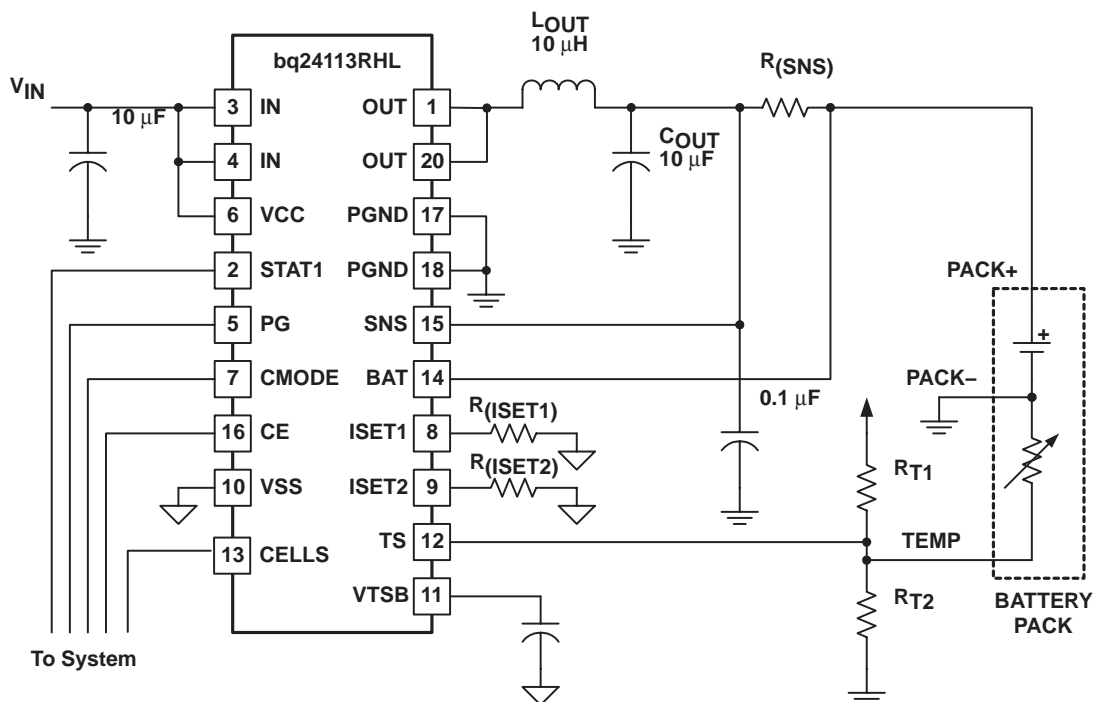 LOUT
10 μH
bq24113RHL
R(SNS)
VIN
10 μF
3 IN
OUT 1
COUT
10 μF
4 IN
OUT 20
6 VCC
PGND 17
2 STAT1
PGND 18
PACK+
5 PG
SNS 15
+
7 CMODE
BAT 14
PACK–
0.1 μF
R(ISET1)
16 CE
ISET1 8
R(ISET2)
RT1
10 VSS
ISET2 9
13 CELLS
TS 12
TEMP
VTSB 11
RT2
BATTERY
PACK
To System